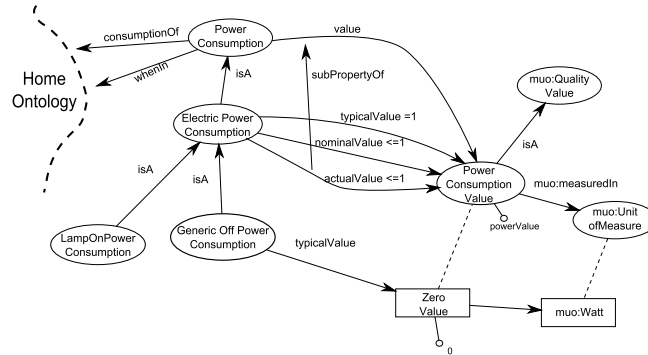 consumptionOf
Power
Consumption
value
whenIn
Home
Ontology
isA
subPropertyOf
muo:Quality
Value
Electric Power
Consumption
typicalValue =1
nominalValue <=1
actualValue <=1
isA
isA
isA
Power
Consumption
Value
muo:measuredIn
powerValue
muo:Unit
ofMeasure
LampOnPower
Consumption
Generic Off Power
Consumption
typicalValue
Zero
Value
muo:Watt
0